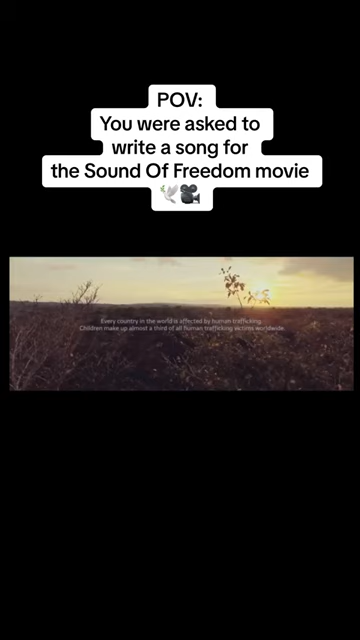 POV:
You were asked to
write a song for
the Sound Of Freedom movie
🕊️🎥
Every country in the world is affected by human trafficking.
Children make up almost a third of all human trafficking victims worldwide.